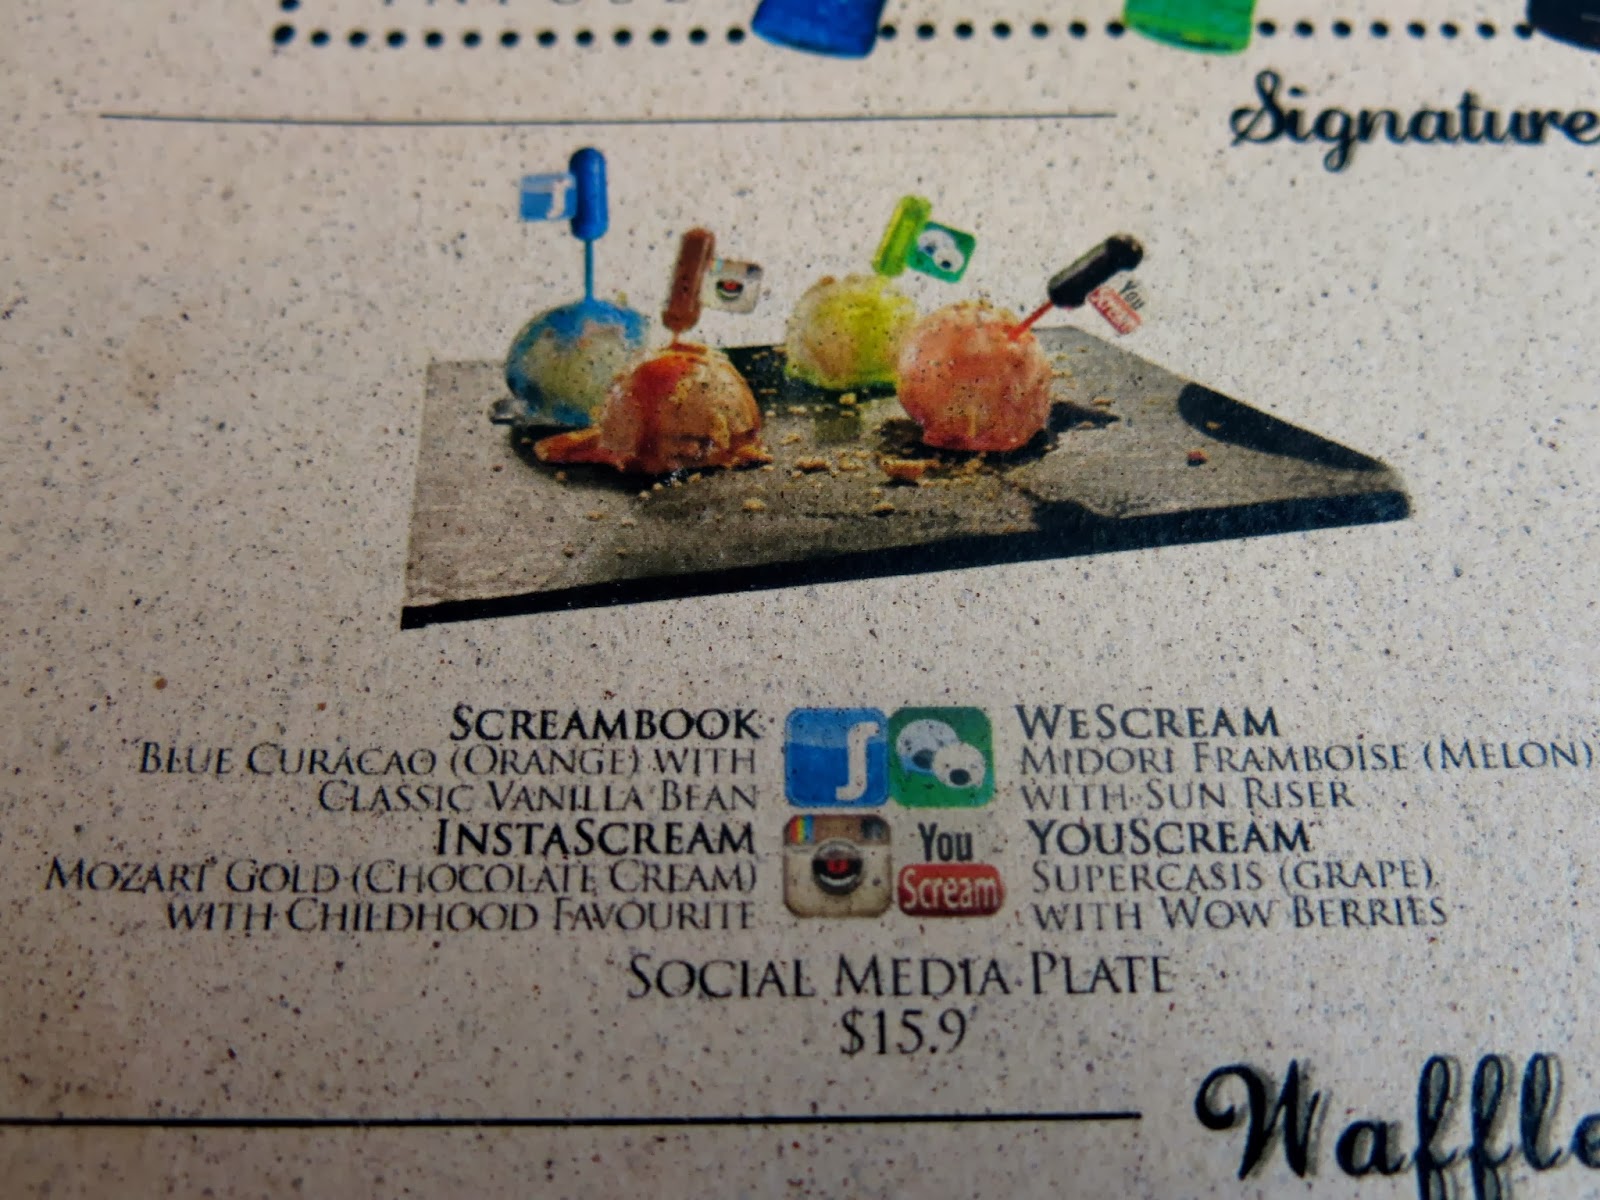 Signature
SCREAMBOOK
BLUE CURACAO (ORANGE) WITH
CLASSIC VANILLA BEAN
INSTASCREAM
MOZART GOLD (CHOCOLATE CREAM)
WITH CHILDHOOD FAVOURITE
You
Scream
WESCREAM
MIDORI FRAMBOISE (MELON)
WITH SUN RISER
YOUSCREAM
SUPERCASIS (GRAPE)
WITH WOW BERRIES
SOCIAL MEDIA PLATE
$15.9
Waffle